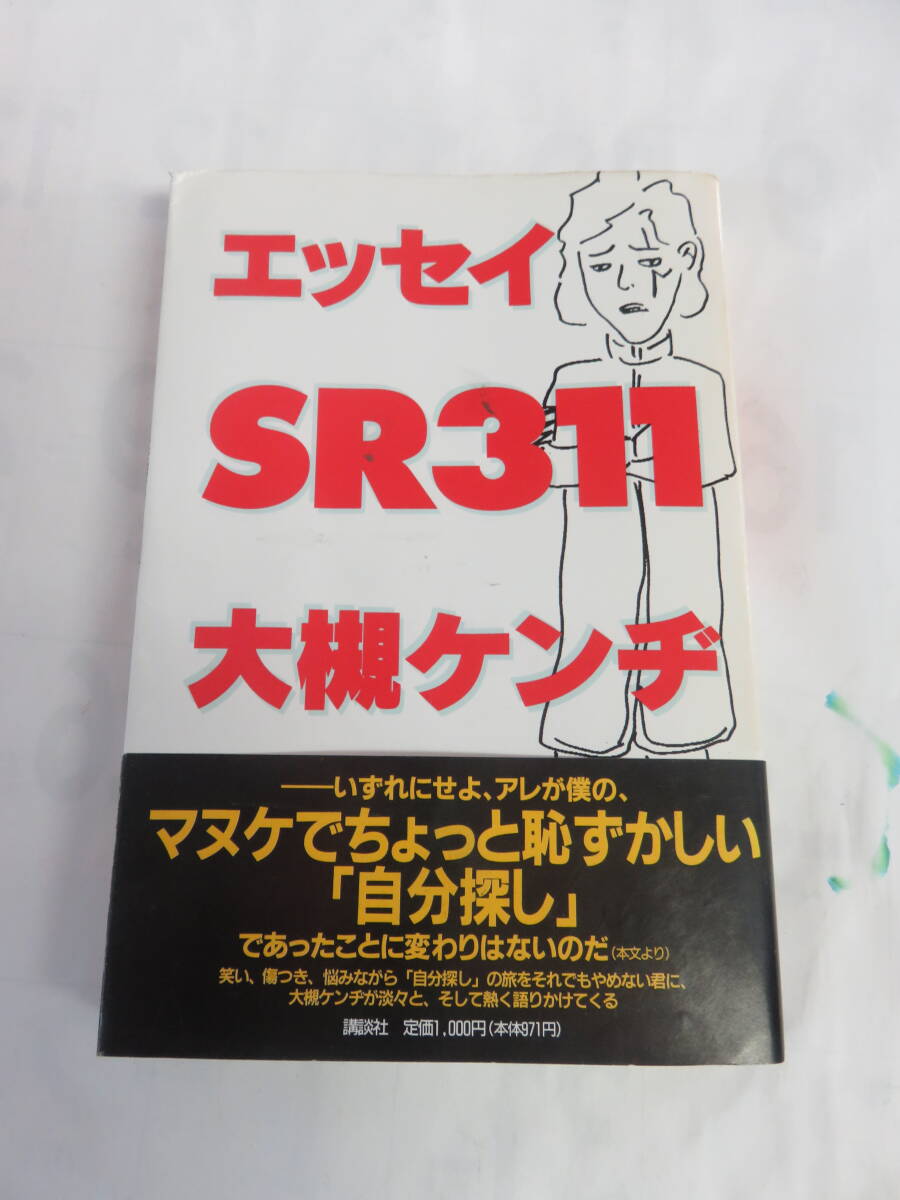 エッセイ
SR311
大槻ケンヂ
――いずれにせよ、アレが僕の、
マヌケでちょっと恥ずかしい
「自分探し」
であったことに変わりはないのだ(本文より)
笑い、傷つき、悩みながら「自分探し」の旅をそれでもやめない君に、
大槻ケンヂが淡々と、そして熱く語りかけてくる
講談社 定価1,000円(本体971円)